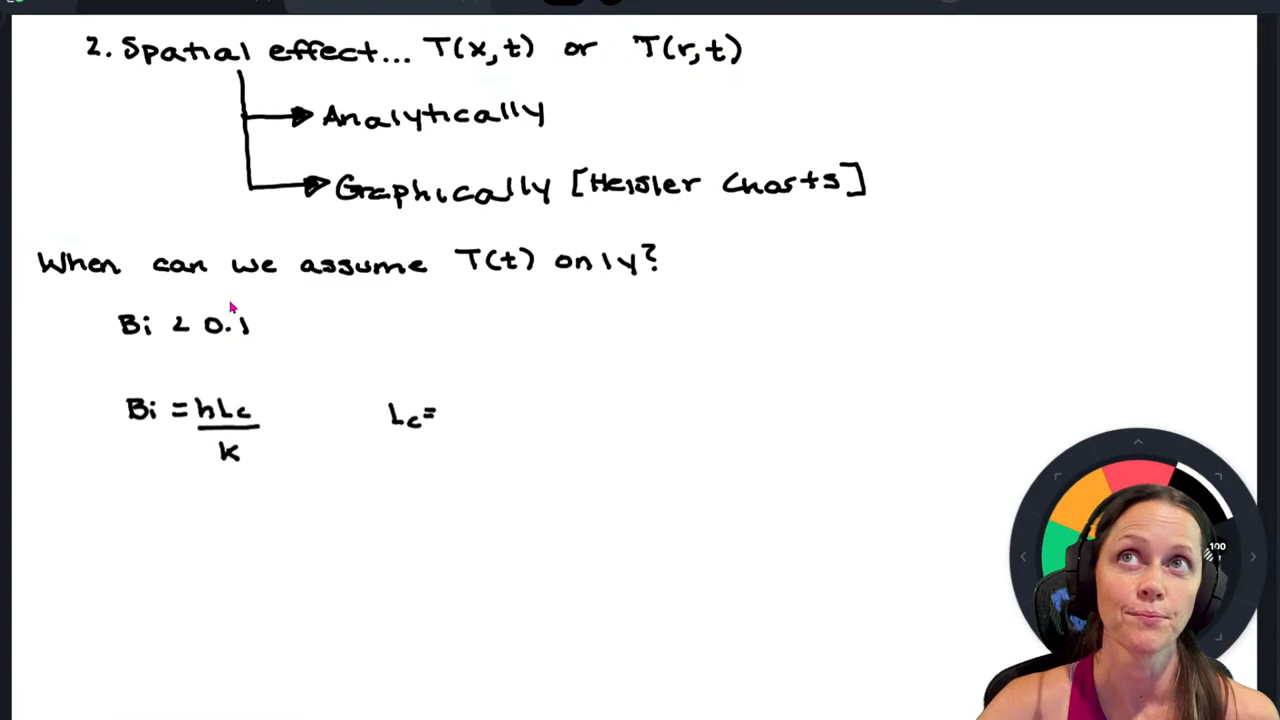 2. Spatial effect... T(x,t) or T(r,t)
Analytically
Graphically [Heisler Charts]
When can we assume T(t) only?
Bi < 0.1
Bi = hLc Lc=
k
100